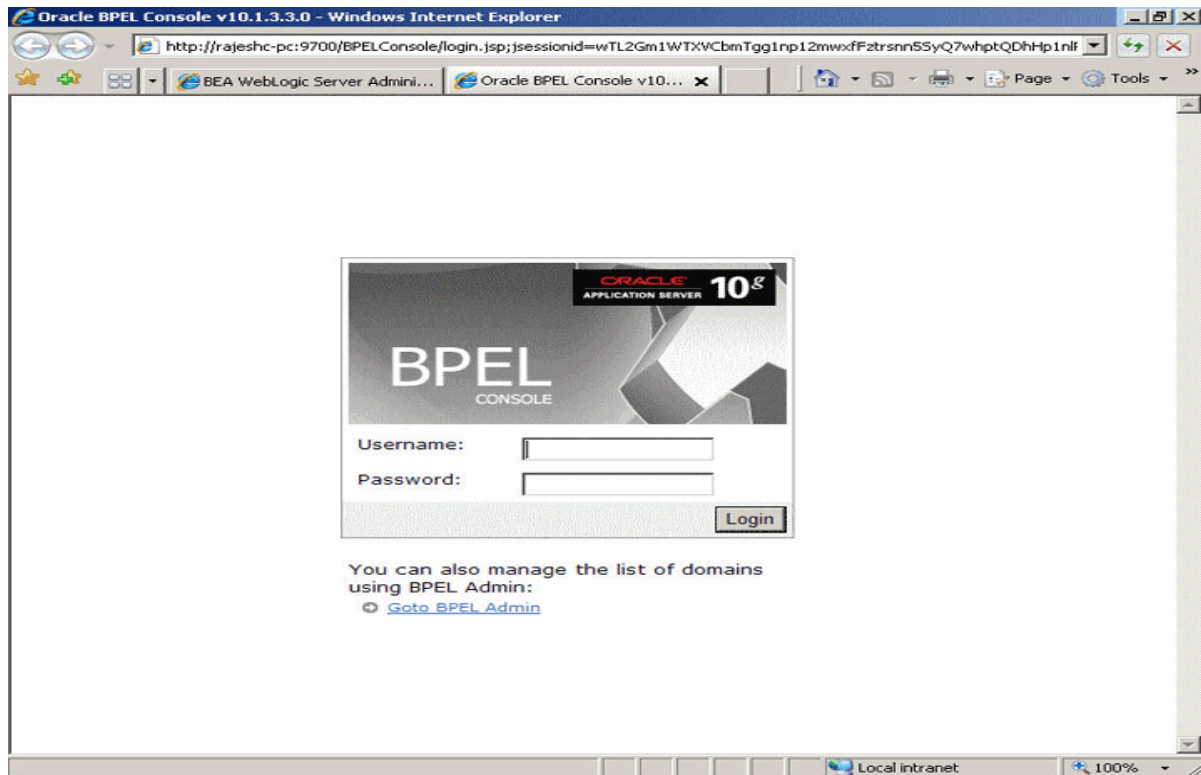 Oracle BPEL Console v10.1.3.3.0 - Windows Internet Explorer
http://rajeshc-pc:9700/BPELConsole/login.jsp;jsessionid=wTL2Gm1WTXVCbmTgg1np12mwxfFztrsnn5SyQ7whptQDhHp1nlF
BEA WebLogic Server Admini... Oracle BPEL Console v10... Page Tools
ORACLE
APPLICATION SERVER 10g
BPEL
CONSOLE
Username:
Password:
Login
You can also manage the list of domains
using BPEL Admin:
Goto BPEL Admin
Local intranet 100%